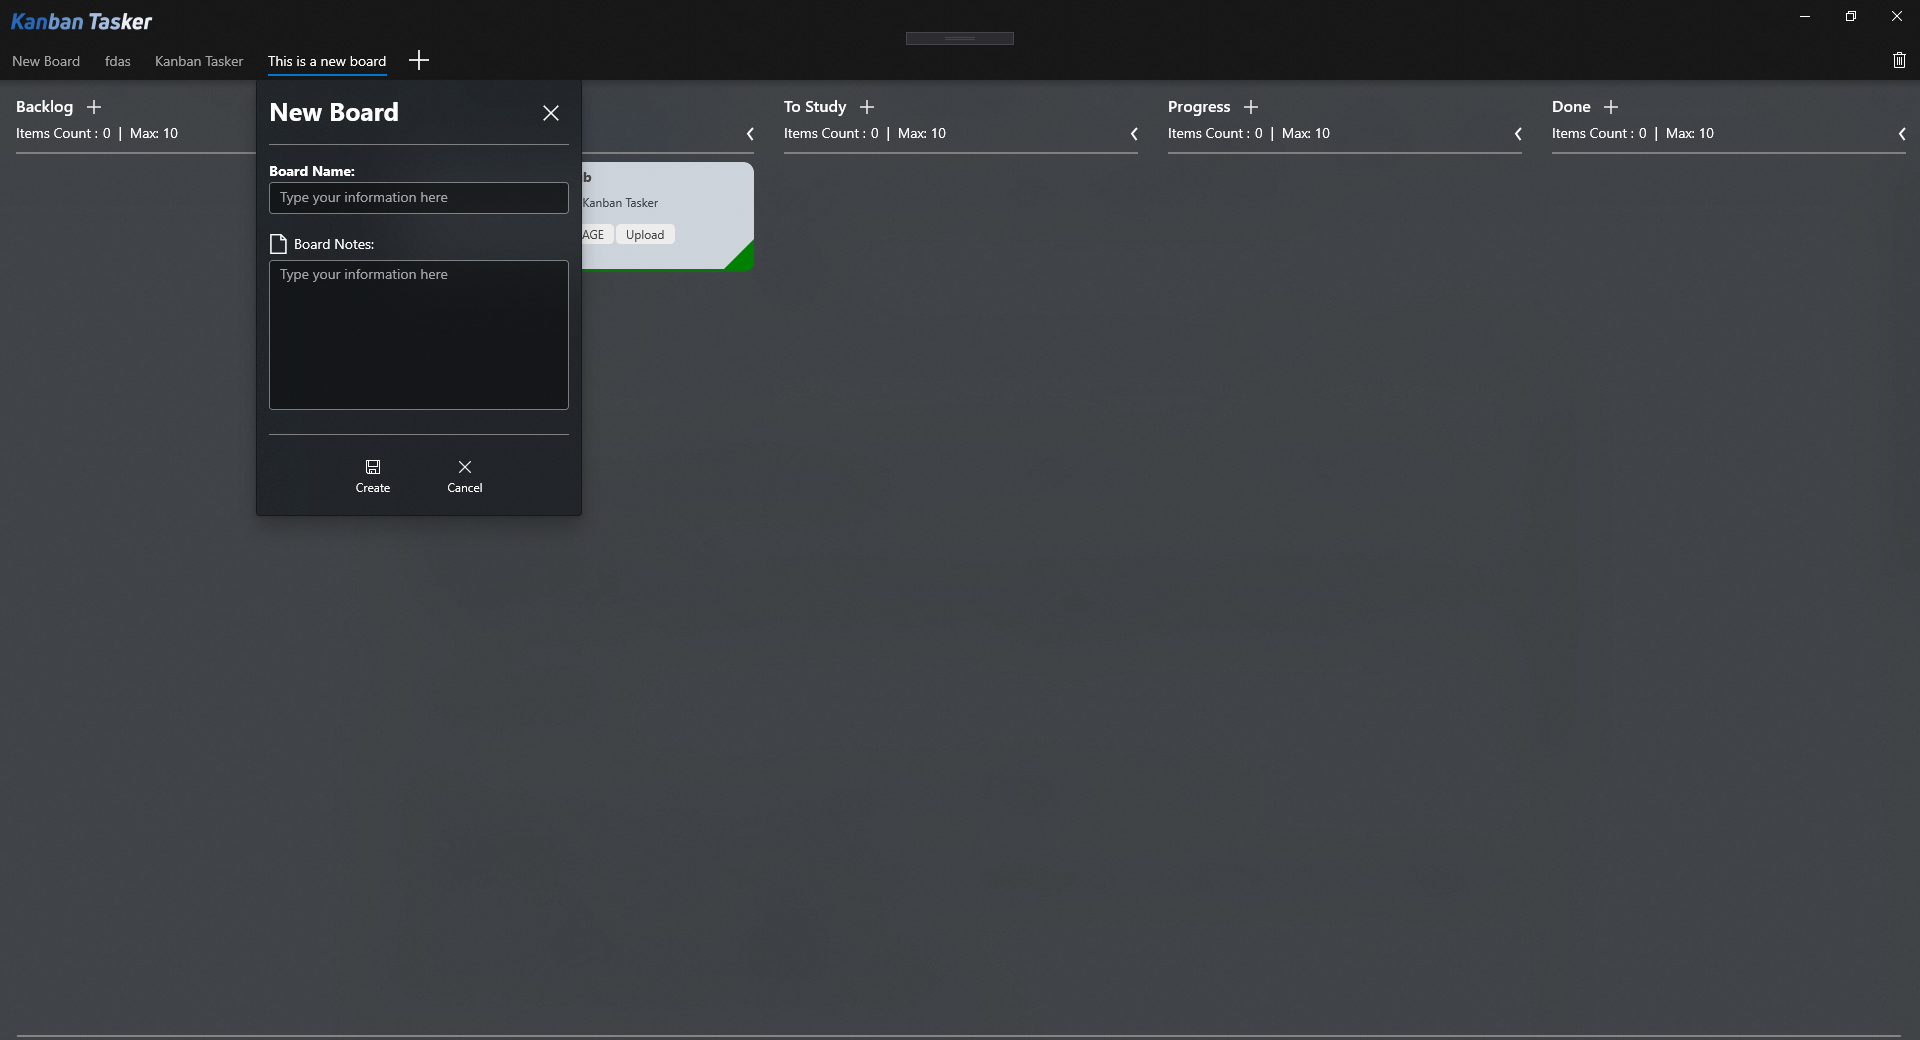 Kanban Tasker
New Board fdas Kanban Tasker This is a new board
Backlog
Items Count : 0 | Max: 10
New Board
Board Name:
Type your information here
Board Notes:
Type your information here
Create Cancel
b
Kanban Tasker
AGE Upload
To Study
Items Count : 0 | Max: 10
Progress
Items Count : 0 | Max: 10
Done
Items Count : 0 | Max: 10